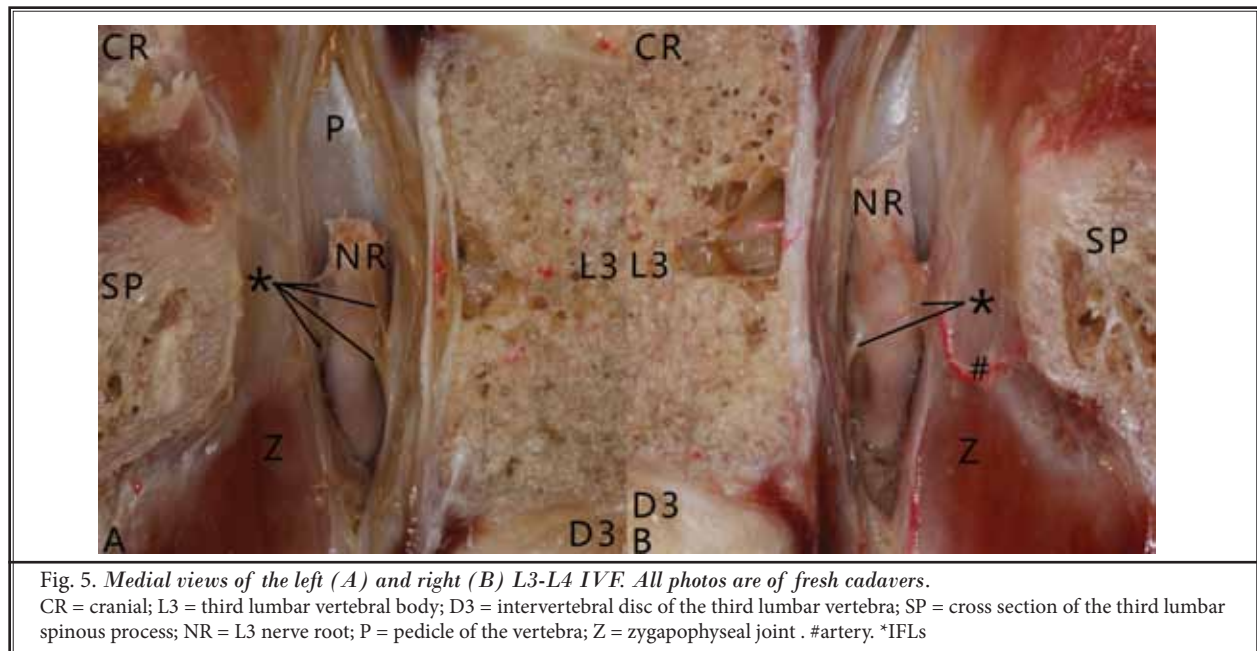 CR
P
NR
SP
*
L3
Z
A
D3
CR
NR
SP
L3
*
#
Z
D3
B
Fig. 5. Medial views of the left (A) and right (B) L3-L4 IVF. All photos are of fresh cadavers.
CR = cranial; L3 = third lumbar vertebral body; D3 = intervertebral disc of the third lumbar vertebra; SP = cross section of the third lumbar
spinous process; NR = L3 nerve root; P = pedicle of the vertebra; Z = zygapophyseal joint . #artery. *IFLs